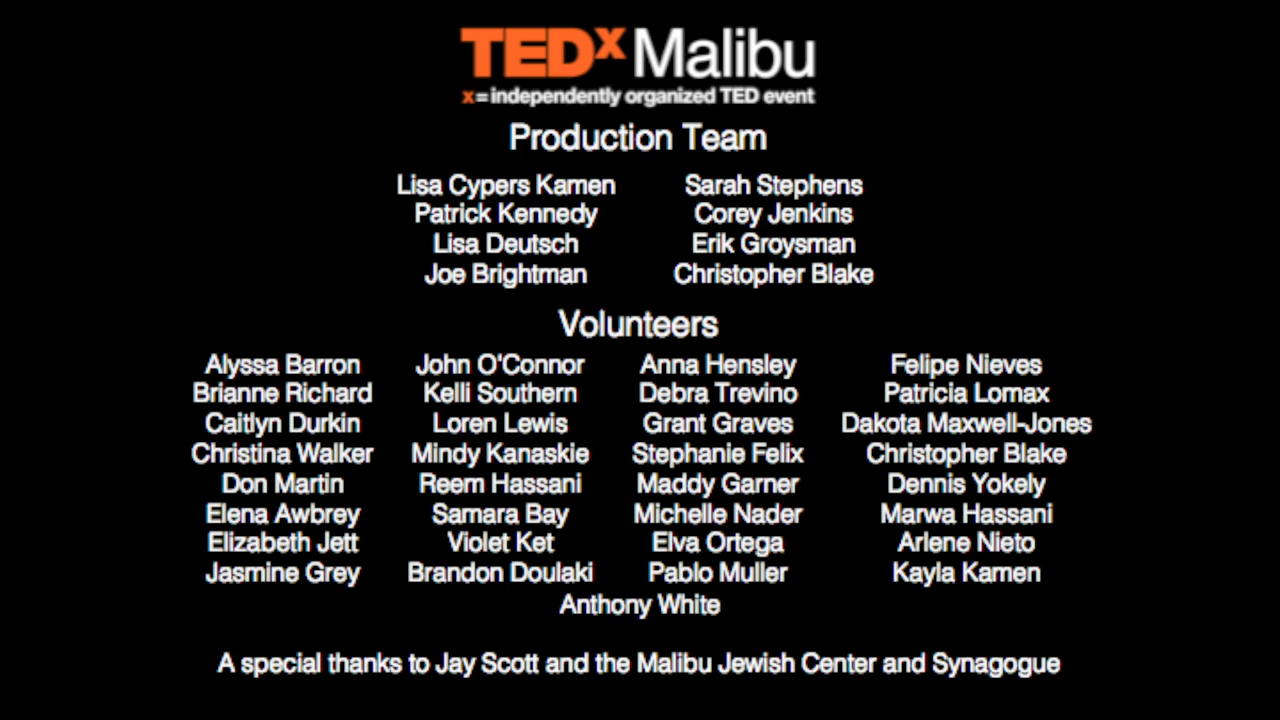 TEDx Malibu
x = independently organized TED event
Production Team
Lisa Cypers Kamen Sarah Stephens
Patrick Kennedy Corey Jenkins
Lisa Deutsch Erik Groysman
Joe Brightman Christopher Blake
Volunteers
Alyssa Barron John O'Connor Anna Hensley Felipe Nieves
Brianne Richard Kelli Southern Debra Trevino Patricia Lomax
Caitlyn Durkin Loren Lewis Grant Graves Dakota Maxwell-Jones
Christina Walker Mindy Kanaskie Stephanie Felix Christopher Blake
Don Martin Reem Hassani Maddy Garner Dennis Yokely
Elena Awbrey Samara Bay Michelle Nader Marwa Hassani
Elizabeth Jett Violet Ket Elva Ortega Arlene Nieto
Jasmine Grey Brandon Doulaki Pablo Muller Kayla Kamen
Anthony White
A special thanks to Jay Scott and the Malibu Jewish Center and Synagogue